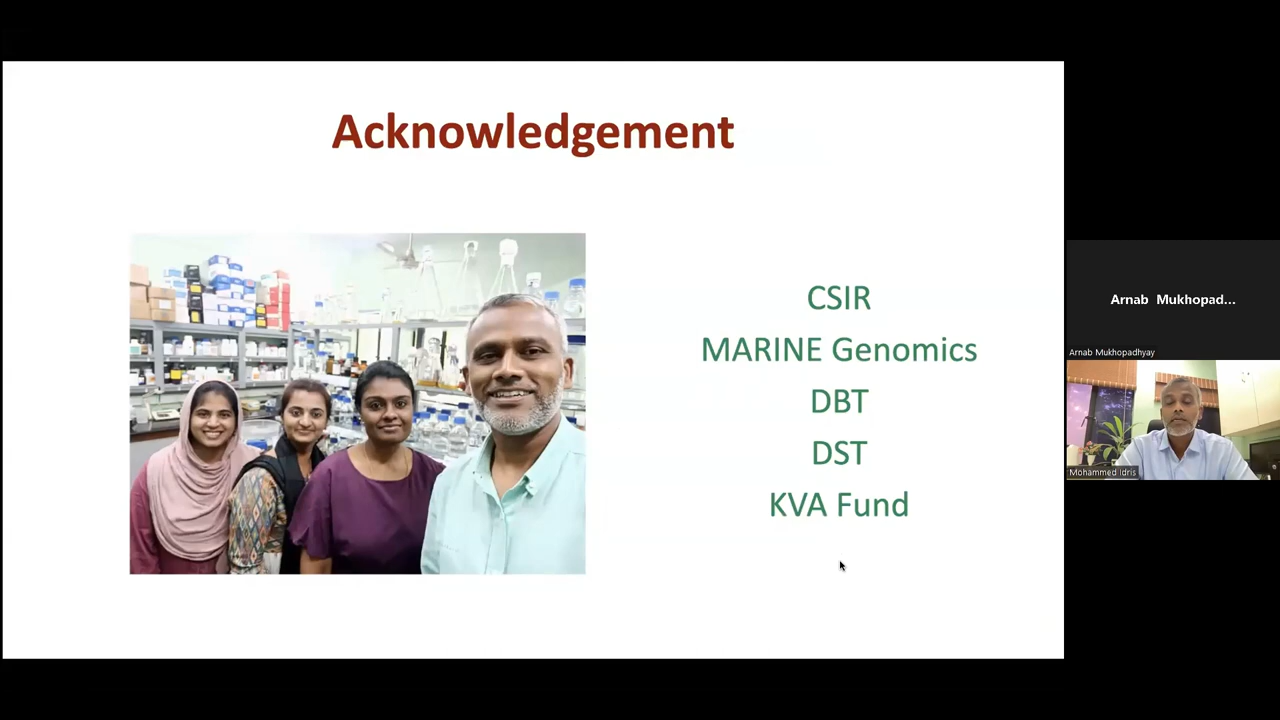 Acknowledgement
CSIR
MARINE Genomics
DBT
DST
KVA Fund
Arnab Mukhopad...
Arnab Mukhopadhyay
Mohammed Idris